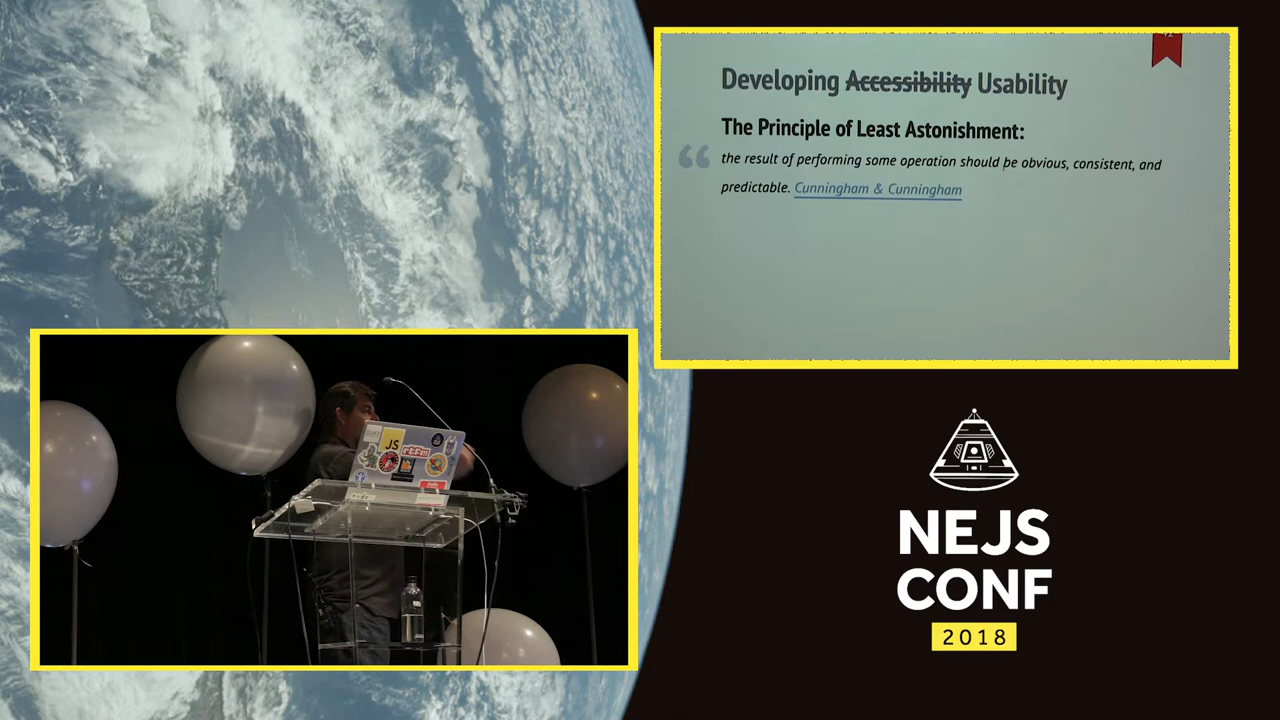 Developing Accessibility Usability
The Principle of Least Astonishment:
the result of performing some operation should be obvious, consistent, and
predictable. Cunningham & Cunningham
JS
rtfm
NEJS
CONF
2018